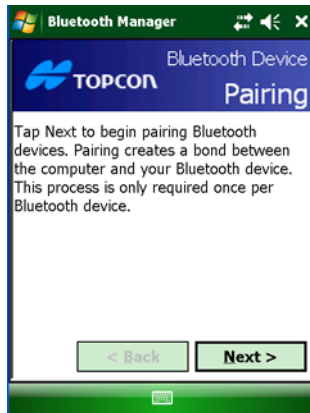 Bluetooth Manager
Bluetooth Device
TOPCON
Pairing
Tap Next to begin pairing Bluetooth
devices. Pairing creates a bond between
the computer and your Bluetooth device.
This process is only required once per
Bluetooth device.
< Back
Next >